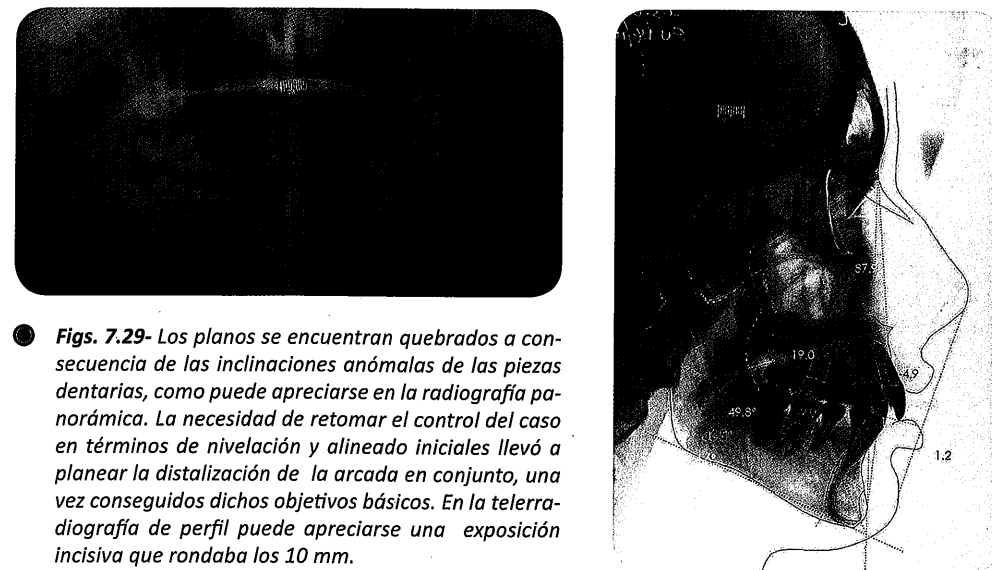 Figs. 7.29- Los planos se encuentran quebrados a con-
secuencia de las inclinaciones anómalas de las piezas
dentarias, como puede apreciarse en la radiografía pa-
norámica. La necesidad de retomar el control del caso
en términos de nivelación y alineado iniciales llevó a
planear la distalización de la arcada en conjunto, una
vez conseguidos dichos objetivos básicos. En la telerra-
diografía de perfil puede apreciarse una exposición
incisiva que rondaba los 10 mm.
19.0
4.9
49.8°
1.2